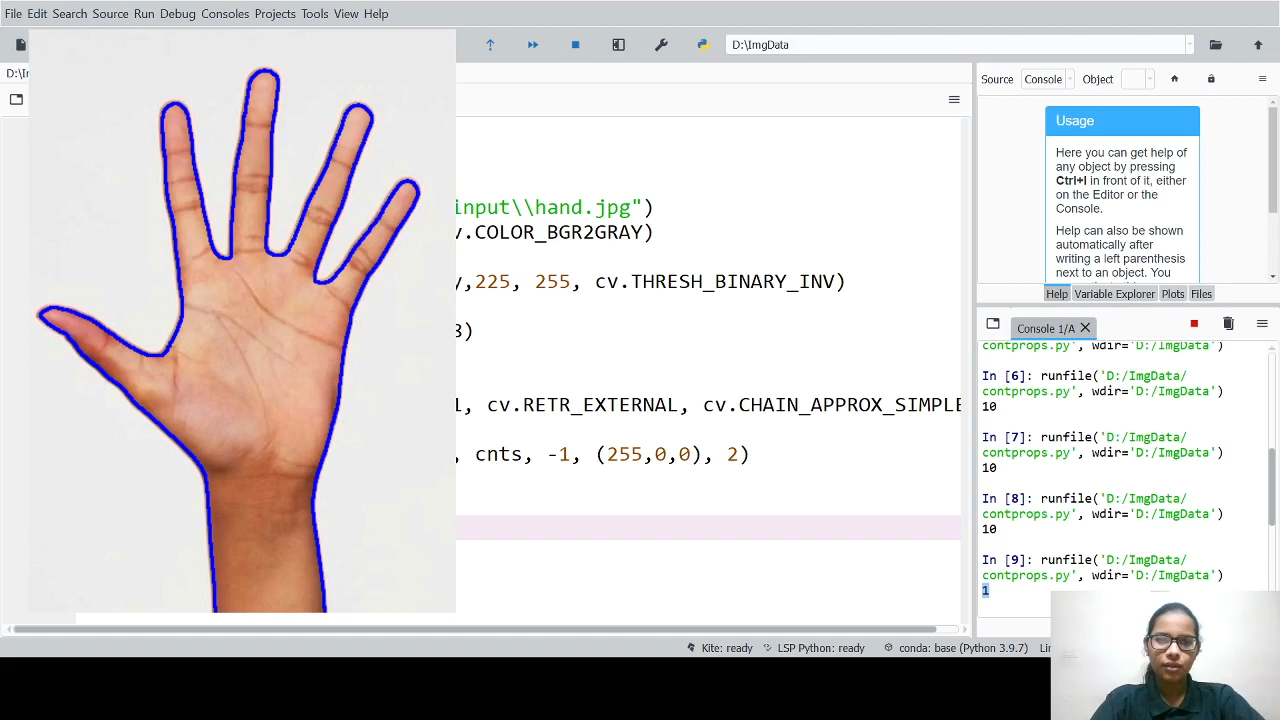 File Edit Search Source Run Debug Consoles Projects Tools View Help
D:\ImgData
Source Console Object
Usage
Here you can get help of
any object by pressing
Ctrl+I in front of it, either
on the Editor or the
Console.
Help can also be shown
automatically after
writing a left parenthesis
next to an object. You
Help Variable Explorer Plots Files
input\\hand.jpg")
v.COLOR_BGR2GRAY)
y,225, 255, cv.THRESH_BINARY_INV)
3)
1, cv.RETR_EXTERNAL, cv.CHAIN_APPROX_SIMPLE
, cnts, -1, (255,0,0), 2)
Console 1/A
contprops.py', wdir='D:/ImgData')
In [6]: runfile('D:/ImgData/
contprops.py', wdir='D:/ImgData')
10
In [7]: runfile('D:/ImgData/
contprops.py', wdir='D:/ImgData')
10
In [8]: runfile('D:/ImgData/
contprops.py', wdir='D:/ImgData')
10
In [9]: runfile('D:/ImgData/
contprops.py', wdir='D:/ImgData')
1
Kite: ready LSP Python: ready conda: base (Python 3.9.7)